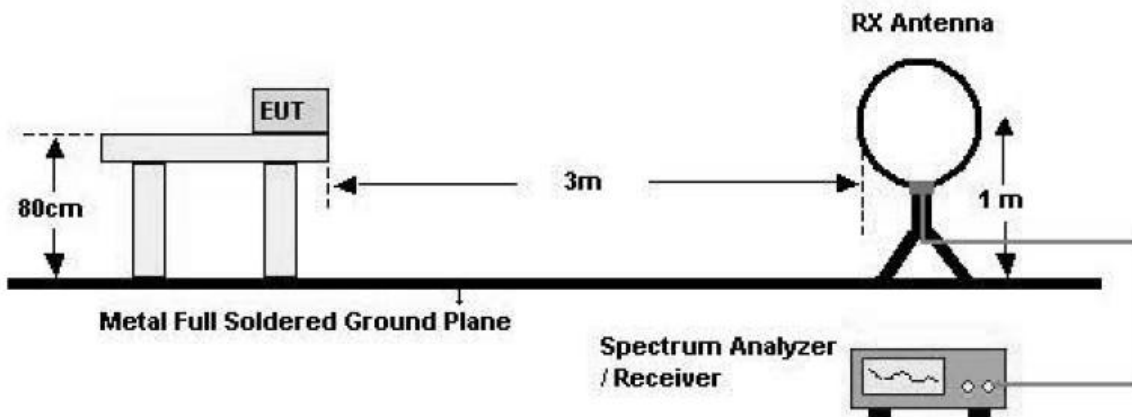 RX Antenna
EUT
3m
80cm
1 m
Metal Full Soldered Ground Plane
Spectrum Analyzer
/ Receiver